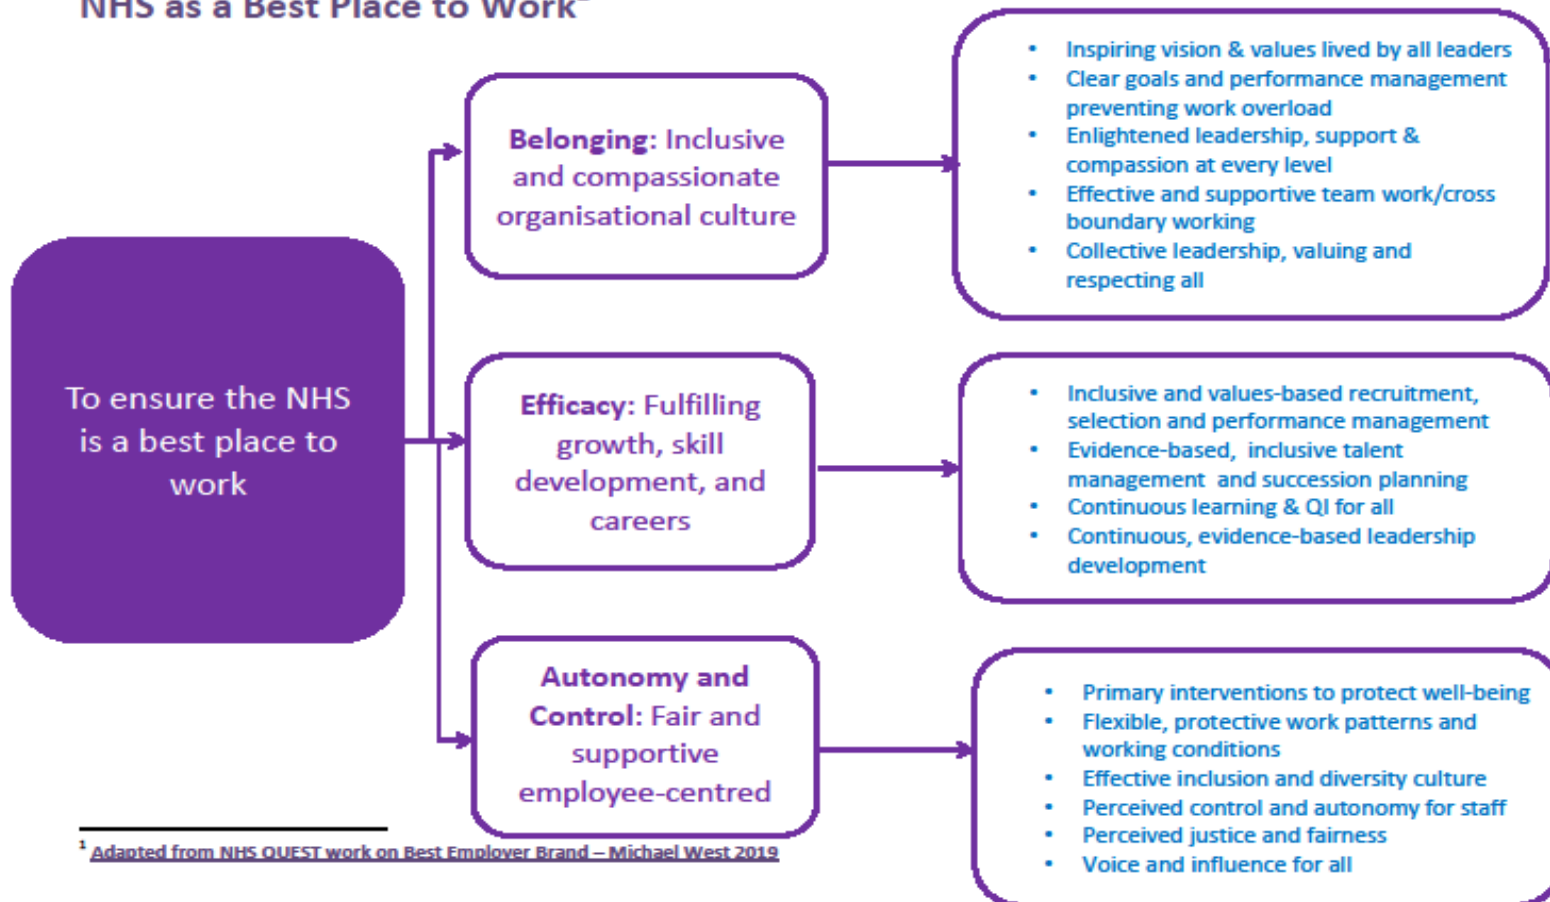 NHS as a Best Place to Work¹
To ensure the NHS
is a best place to
work
Belonging: Inclusive
and compassionate
organisational culture
• Inspiring vision & values lived by all leaders
• Clear goals and performance management
preventing work overload
• Enlightened leadership, support &
compassion at every level
• Effective and supportive team work/cross
boundary working
• Collective leadership, valuing and
respecting all
Efficacy: Fulfilling
growth, skill
development, and
careers
• Inclusive and values-based recruitment,
selection and performance management
• Evidence-based, inclusive talent
management and succession planning
• Continuous learning & QI for all
• Continuous, evidence-based leadership
development
Autonomy and
Control: Fair and
supportive
employee-centred
• Primary interventions to protect well-being
• Flexible, protective work patterns and
working conditions
• Effective inclusion and diversity culture
• Perceived control and autonomy for staff
• Perceived justice and fairness
• Voice and influence for all
¹ Adapted from NHS QUEST work on Best Employer Brand – Michael West 2019